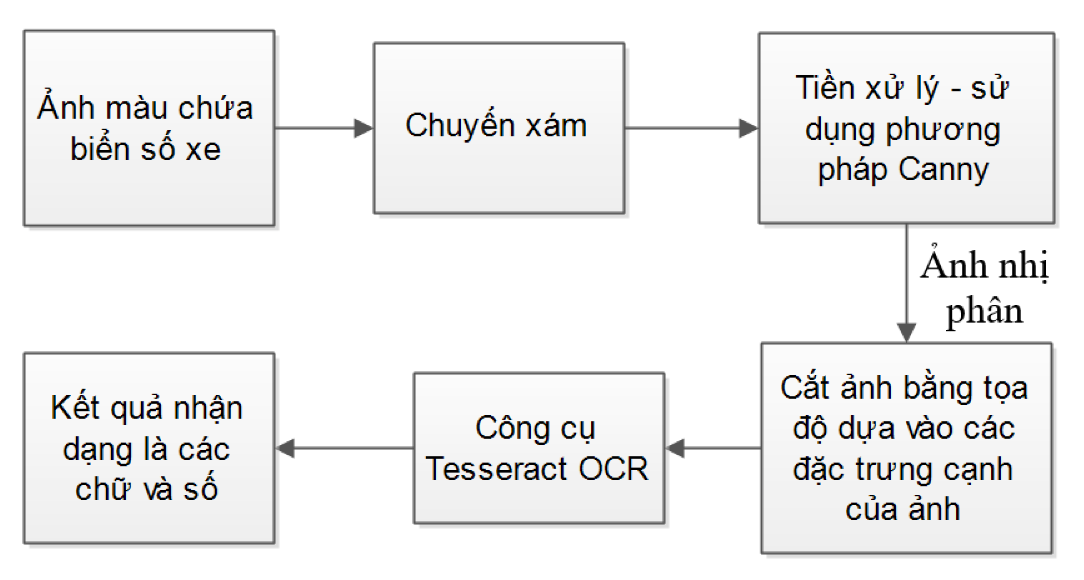 Ảnh màu chứa
biển số xe
Chuyến xám
Tiền xử lý - sử
dụng phương
pháp Canny
Ảnh nhị
phân
Cắt ảnh bằng tọa
độ dựa vào các
đặc trưng cạnh
của ảnh
Công cụ
Tesseract OCR
Kết quả nhận
dạng là các
chữ và số